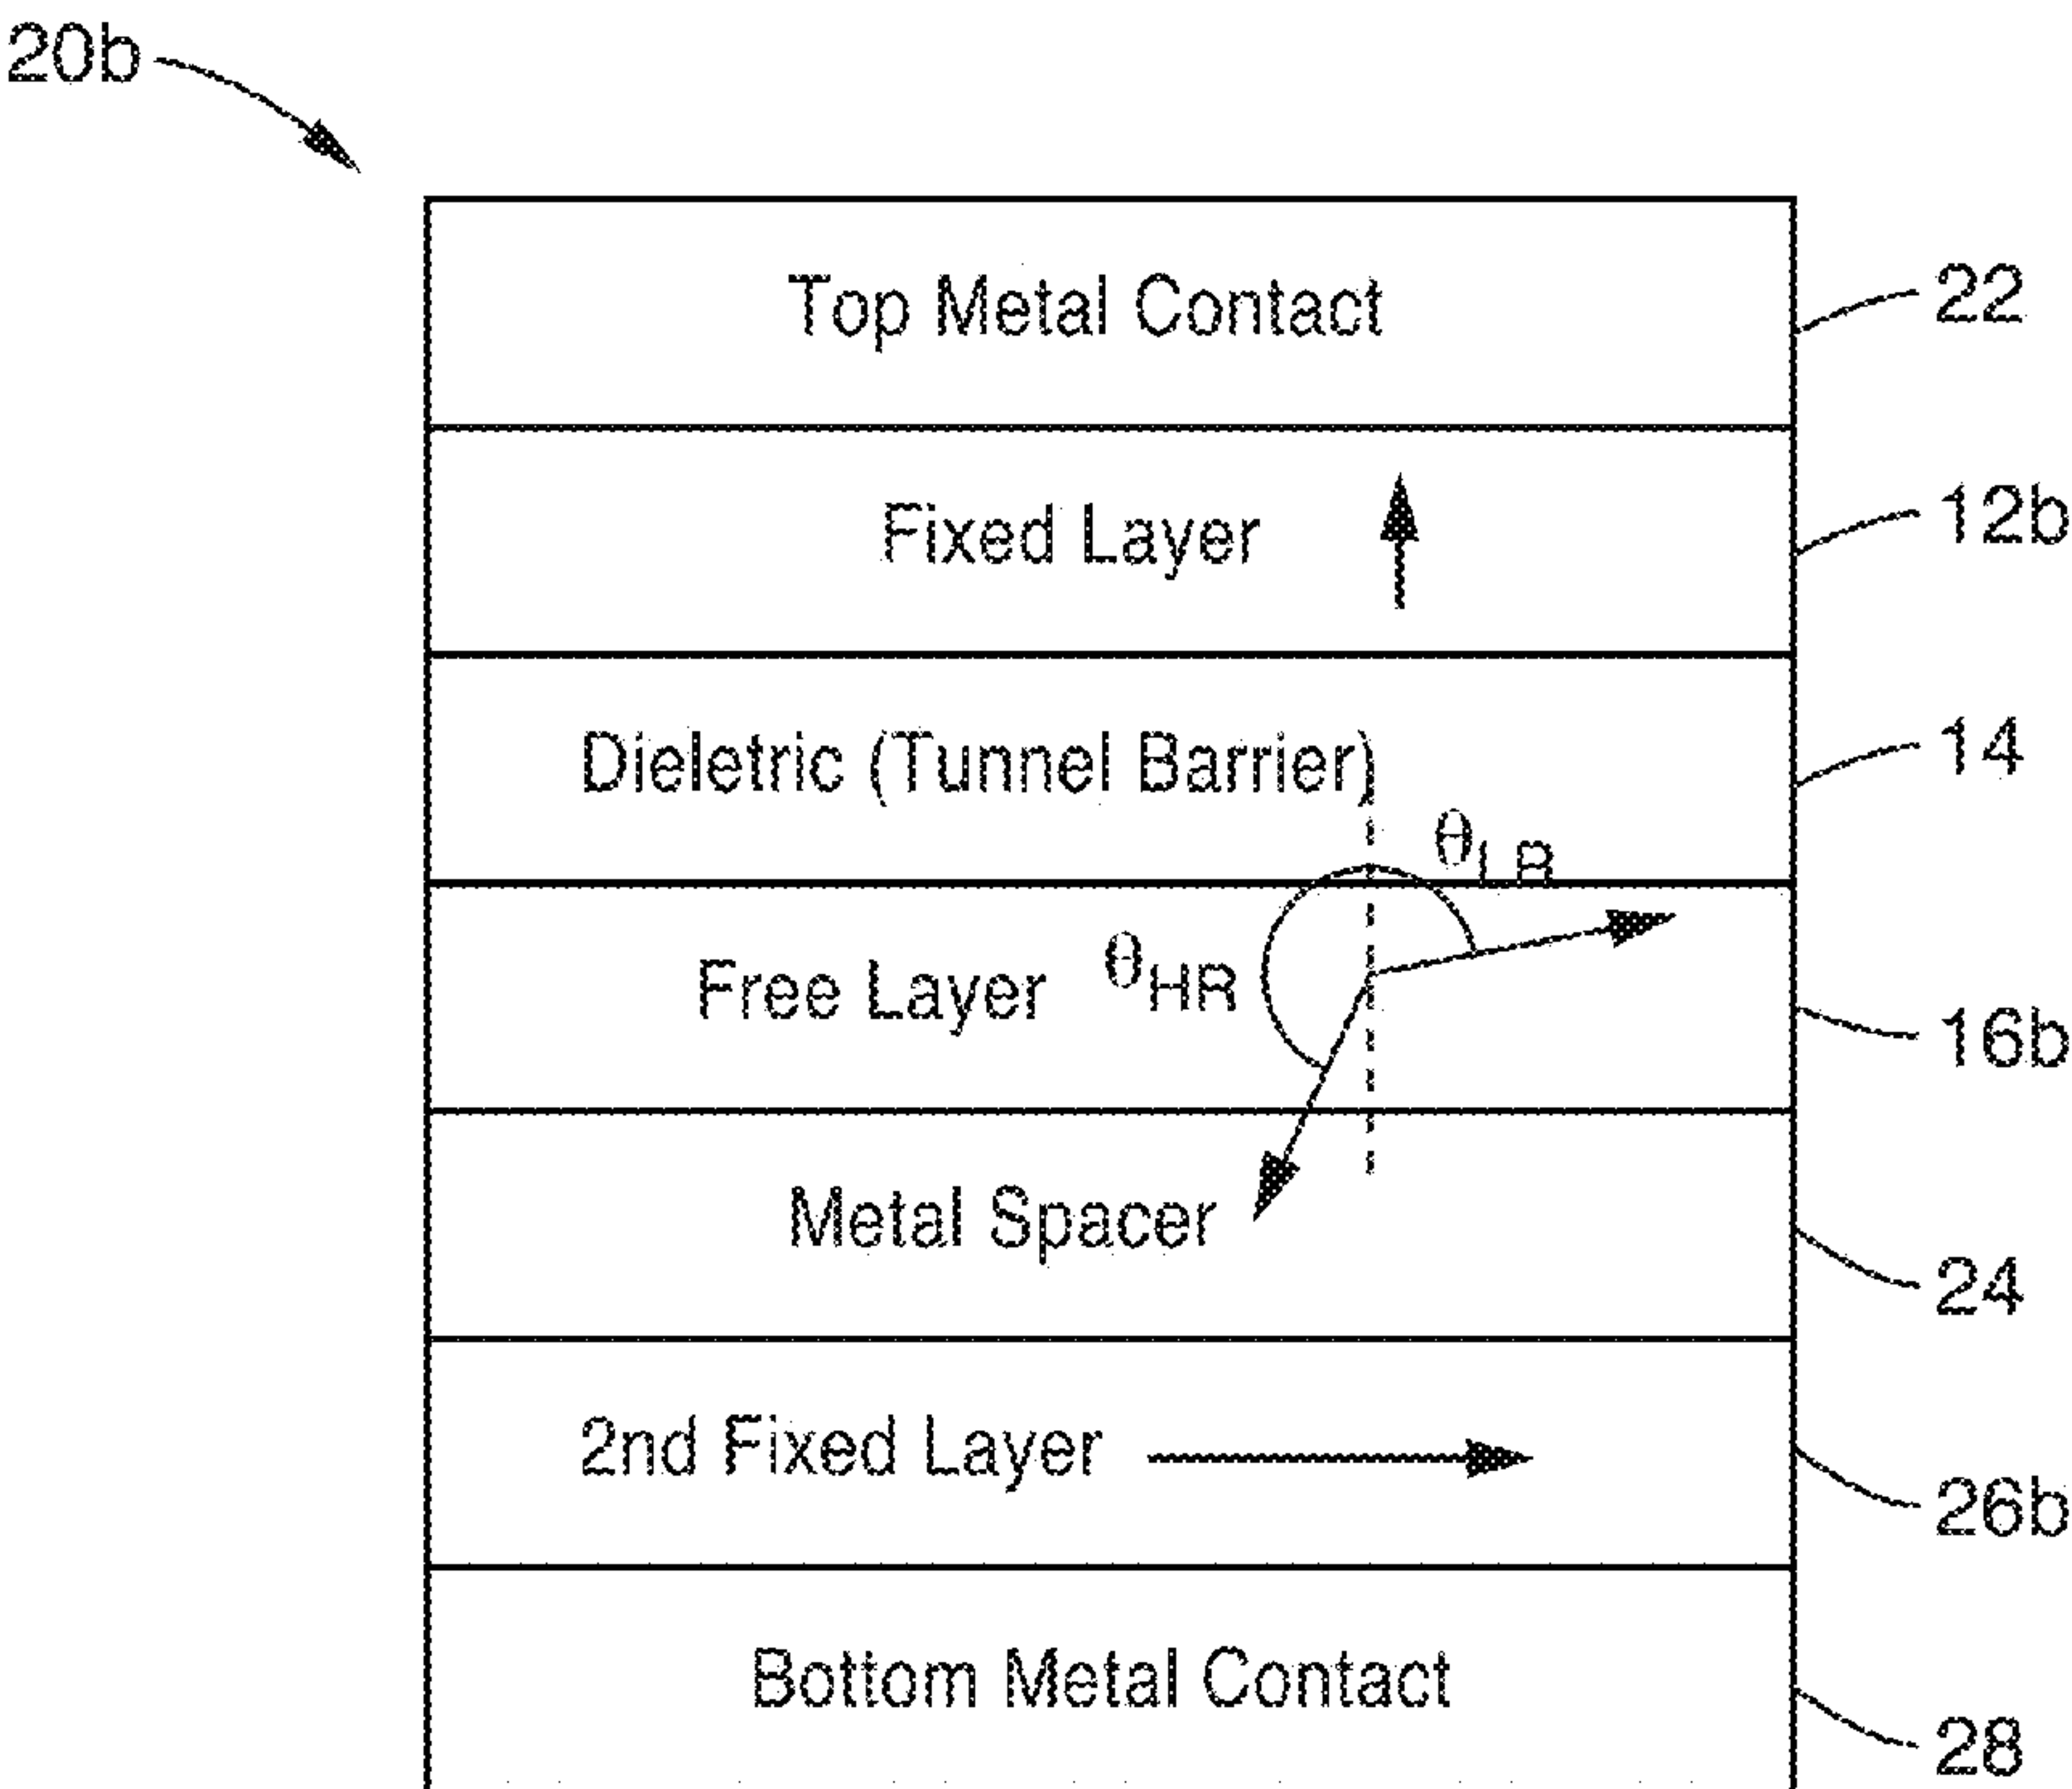 20b
Top Metal Contact
22
Fixed Layer
12b
Dieletric (Tunnel Barrier)
14
θLR
Free Layer
θHR
16b
Metal Spacer
24
2nd Fixed Layer
26b
Bottom Metal Contact
28